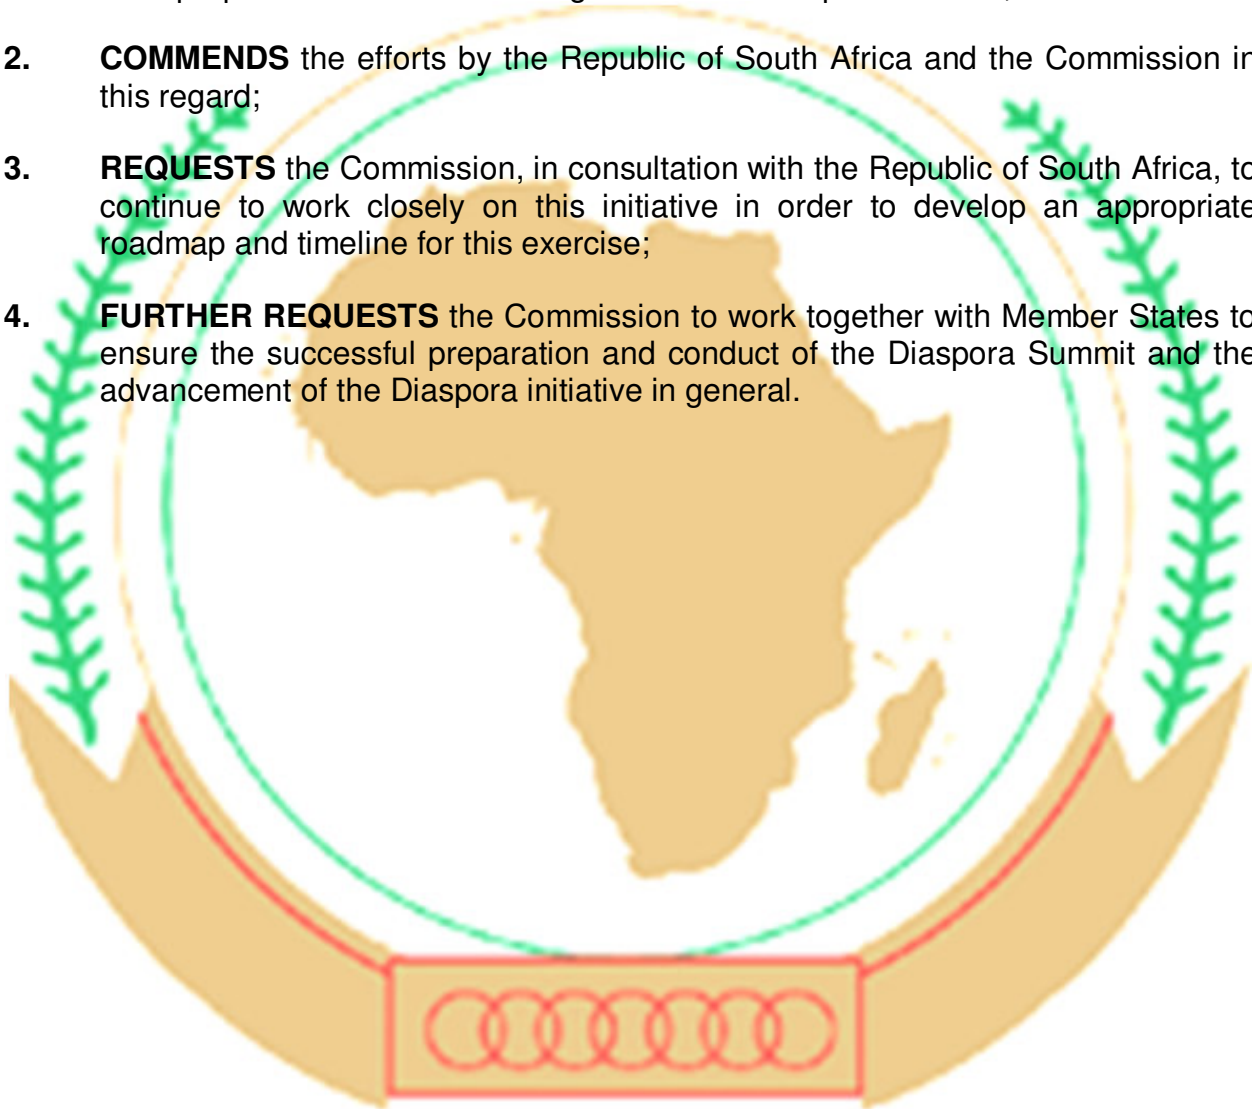 2. COMMENDS the efforts by the Republic of South Africa and the Commission in
this regard;
3. REQUESTS the Commission, in consultation with the Republic of South Africa, to
continue to work closely on this initiative in order to develop an appropriate
roadmap and timeline for this exercise;
4. FURTHER REQUESTS the Commission to work together with Member States to
ensure the successful preparation and conduct of the Diaspora Summit and the
advancement of the Diaspora initiative in general.